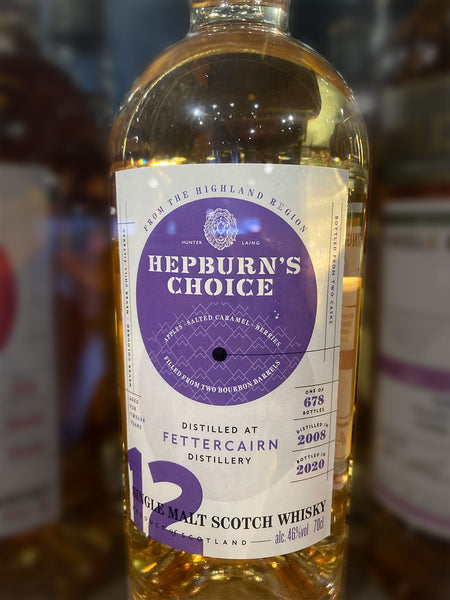 FROM THE HIGHLAND REGION
HUNTER LAING
HEPBURN'S
CHOICE
APPLES - SALTED CARAMEL - BERRIES
FILLED FROM TWO BOURBON BARRELS
NEVER COLOURED - NEVER CHILL FILTERED
BOTTLED FROM TWO CASKS
AGED
FOR
TWELVE
YEARS
ONE OF
678
BOTTLES
DISTILLED IN
2008
BOTTLED IN
2020
DISTILLED AT
FETTERCAIRN
DISTILLERY
12
SINGLE MALT SCOTCH WHISKY
PRODUCT of SCOTLAND
alc. 46%vol 70cl